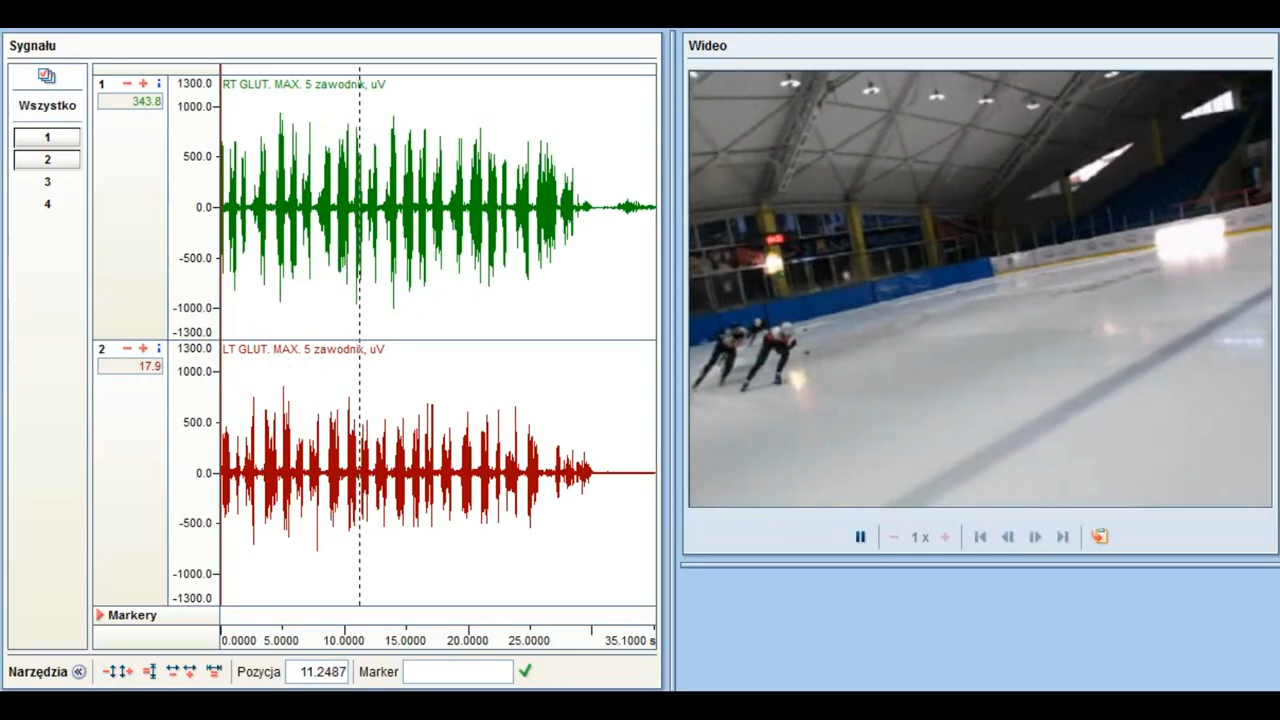 Sygnału
Wszystko
1
2
3
4
1
343.8
RT GLUT. MAX. 5 zawodnik, uV
1300.0
1000.0
500.0
0.0
-500.0
-1000.0
-1300.0
2
17.9
LT GLUT. MAX. 5 zawodnik, uV
1300.0
1000.0
500.0
0.0
-500.0
-1000.0
-1300.0
Markery
0.0000 5.0000 10.0000 15.0000 20.0000 25.0000 35.1000 s
Narzędzia Pozycja 11.2487 Marker
Wideo
1 x